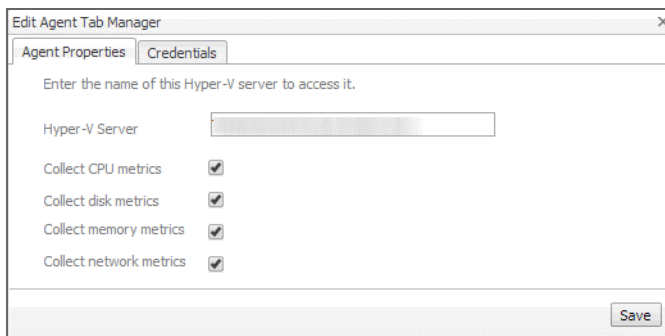 Edit Agent Tab Manager
Agent Properties Credentials
Enter the name of this Hyper-V server to access it.
Hyper-V Server
Collect CPU metrics
Collect disk metrics
Collect memory metrics
Collect network metrics
Save